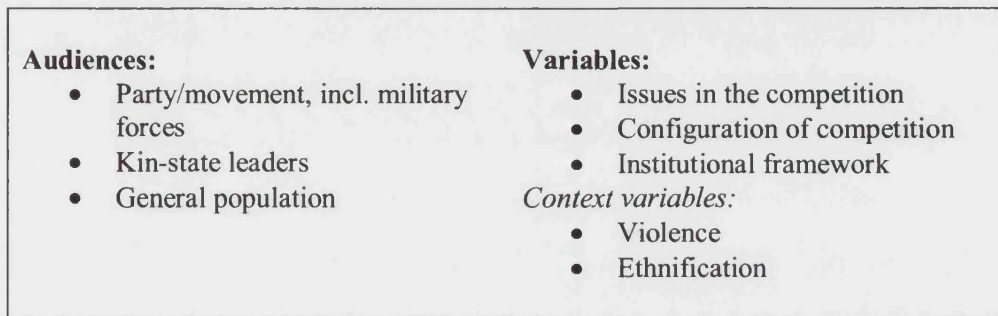 Audiences:
• Party/movement, incl. military
forces
• Kin-state leaders
• General population
Variables:
• Issues in the competition
• Configuration of competition
• Institutional framework
Context variables:
• Violence
• Ethnification